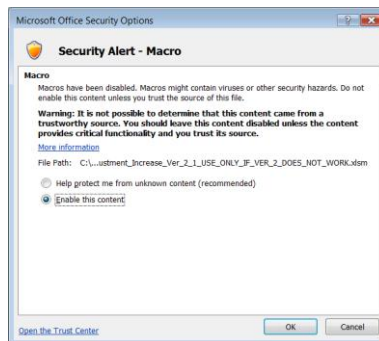 Microsoft Office Security Options
Security Alert - Macro
Macro
Macros have been disabled. Macros might contain viruses or other security hazards. Do not
enable this content unless you trust the source of this file.
Warning: It is not possible to determine that this content came from a
trustworthy source. You should leave this content disabled unless the content
provides critical functionality and you trust its source.
More information
File Path: C:\...ustment_Increase_Ver_2_1_USE_ONLY_IF_VER_2_DOES_NOT_WORK.xlsm
Help protect me from unknown content (recommended)
Enable this content
Open the Trust Center
OK
Cancel